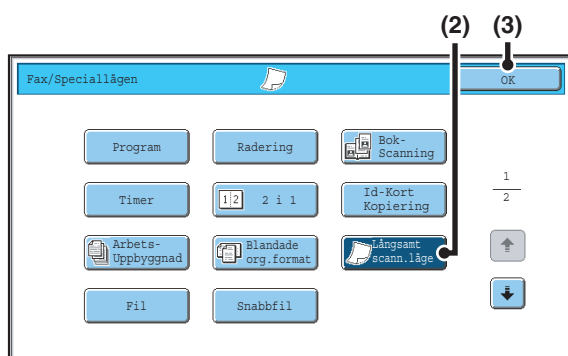 (2) (3)
Fax/Speciallägen OK
Program Radering Bok-
Scanning
Timer 1 2 2 i 1 Id-Kort
Kopiering
1
2
Arbets-
Uppbyggnad
Blandade
org.format
Långsamt
scann.läge
Fil Snabbfil